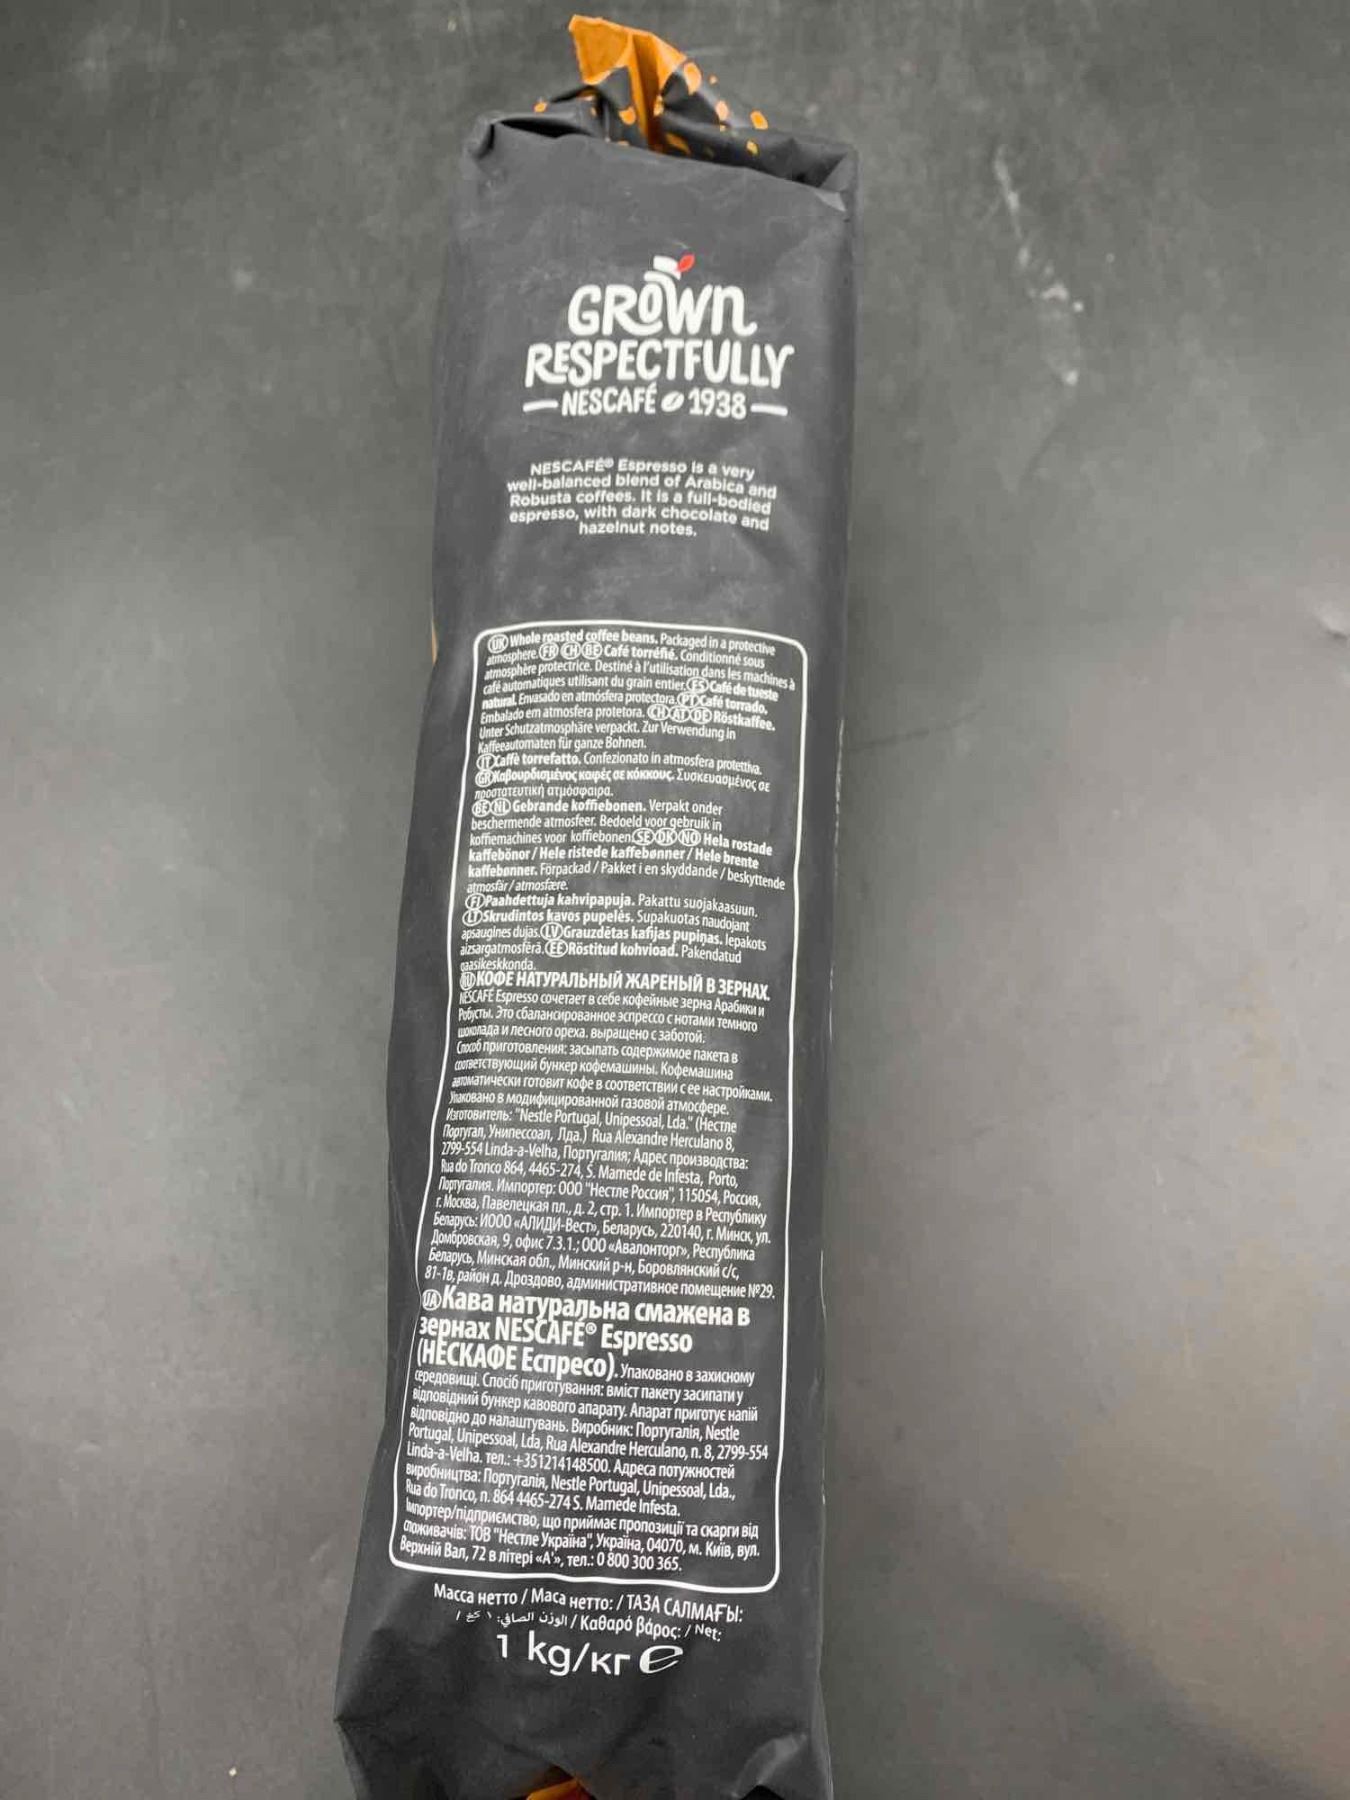 GROWN
RESPECTFULLY
NESCAFÉ 1938
NESCAFÉ® Espresso is a very
well-balanced blend of Arabica and
Robusta coffees. It is a full-bodied
espresso, with dark chocolate and
hazelnut notes.
UK Whole roasted coffee beans. Packaged in a protective
atmosphere. FR CH BE Café torréfié. Conditionné sous
atmosphère protectrice. Destiné à l'utilisation dans les machines à
café automatiques utilisant du grain entier. ES Café de tueste
natural. Envasado en atmósfera protectora. PT Café torrado.
Embalado em atmosfera protetora. CH AT DE Röstkaffee.
Unter Schutzatmosphäre verpackt. Zur Verwendung in
Kaffeeautomaten für ganze Bohnen.
IT Caffè torrefatto. Confezionato in atmosfera protettiva.
GR Καβουρδισμένος καφές σε κόκκους. Συσκευασμένος σε
προστατευτική ατμόσφαιρα.
BE NL Gebrande koffiebonen. Verpakt onder
beschermende atmosfeer. Bedoeld voor gebruik in
koffiemachines voor koffiebonen. SE DK NO Hela rostade
kaffebönor / Hele ristede kaffebønner / Hele brente
kaffebønner. Förpackad / Pakket i en skyddande / beskyttende
atmosfär / atmosfære.
FI Paahdettuja kahvipapuja. Pakattu suojakaasuun.
LT Skrudintos kavos pupelės. Supakuotas naudojant
apsaugines dujas. LV Grauzdētas kafijas pupiņas. Iepakots
aizsargatmosfērā. EE Röstitud kohvioad. Pakendatud
gaasikeskkonda.
RU КОФЕ НАТУРАЛЬНЫЙ ЖАРЕНЫЙ В ЗЕРНАХ.
NESCAFÉ Espresso сочетает в себе кофейные зерна Арабики и
Робусты. Это сбалансированное эспрессо с нотами темного
шоколада и лесного ореха. выращено с заботой.
Способ приготовления: засыпать содержимое пакета в
соответствующий бункер кофемашины. Кофемашина
автоматически готовит кофе в соответствии с ее настройками.
Упаковано в модифицированной газовой атмосфере.
Изготовитель: "Nestle Portugal, Unipessoal, Lda." (Нестле
Португал, Унипессоал, Лда.) Rua Alexandre Herculano 8,
2799-554 Linda-a-Velha, Португалия; Адрес производства:
Rua do Tronco 864, 4465-274, S. Mamede de Infesta, Porto,
Португалия. Импортер: ООО "Нестле Россия", 115054, Россия,
г. Москва, Павелецкая пл., д. 2, стр. 1. Импортер в Республику
Беларусь: ИООО «АЛИДИ-Вест», Беларусь, 220140, г. Минск, ул.
Домбровская, 9, офис 7.3.1.; ООО «Авалонторг», Республика
Беларусь, Минская обл., Минский р-н, Боровлянский с/с,
81-1в, район д. Дроздово, административное помещение №29.
UA Кава натуральна смажена в
зернах NESCAFÉ® Espresso
(НЕСКАФЕ Еспресо). Упаковано в захисному
середовищі. Спосіб приготування: вміст пакету засипати у
відповідний бункер кавового апарату. Апарат приготує напій
відповідно до налаштувань. Виробник: Португалія, Nestle
Portugal, Unipessoal, Lda, Rua Alexandre Herculano, n. 8, 2799-554
Linda-a-Velha. тел.: +351214148500. Адреса потужностей
виробництва: Португалія, Nestle Portugal, Unipessoal, Lda.,
Rua do Tronco, n. 864 4465-274 S. Mamede Infesta.
Імпортер/підприємство, що приймає пропозиції та скарги від
споживачів: ТОВ "Нестле Україна", Україна, 04070, м. Київ, вул.
Верхній Вал, 72 в літері «А'», тел.: 0 800 300 365.
Масса нетто / Маса нетто: / ТАЗА САЛМАҒЫ:
/ الوزن الصافي: ١ كغ / Καθαρό βάρος: / Net:
1 kg/кг e